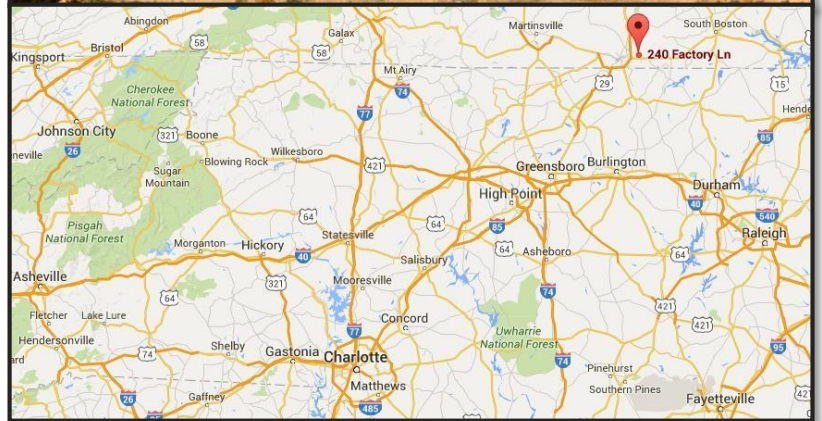 Abingdon
Galax
Martinsville
South Boston
58
Kingsport
Bristol
58
240 Factory Ln
Mt Airy
29
15
Cherokee
National Forest
74
77
Johnson City
321
Boone
85
26
Wilkesboro
421
Blowing Rock
Greensboro
Burlington
Sugar
Mountain
High Point
Durham
64
40
540
Pisgah
National Forest
64
85
Statesville
Raleigh
Morganton
Hickory
64
Asheboro
64
40
Salisbury
Asheville
321
Mooresville
74
64
421
Fletcher
Lake Lure
Concord
421
77
Uwharrie
National Forest
Hendersonville
Shelby
95
74
Gastonia
Charlotte
74
Pinehurst
Matthews
Southern Pines
26
Gaffney
485
Fayetteville